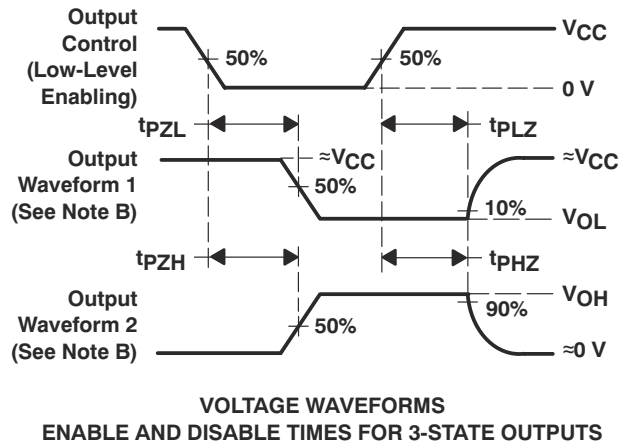 Output
Control
(Low-Level
Enabling)
50%
50%
VCC
0 V
tPZL
tPLZ
Output
Waveform 1
(See Note B)
≈VCC
50%
≈VCC
10%
VOL
tPZH
tPHZ
Output
Waveform 2
(See Note B)
50%
VOH
90%
≈0 V
VOLTAGE WAVEFORMS
ENABLE AND DISABLE TIMES FOR 3-STATE OUTPUTS